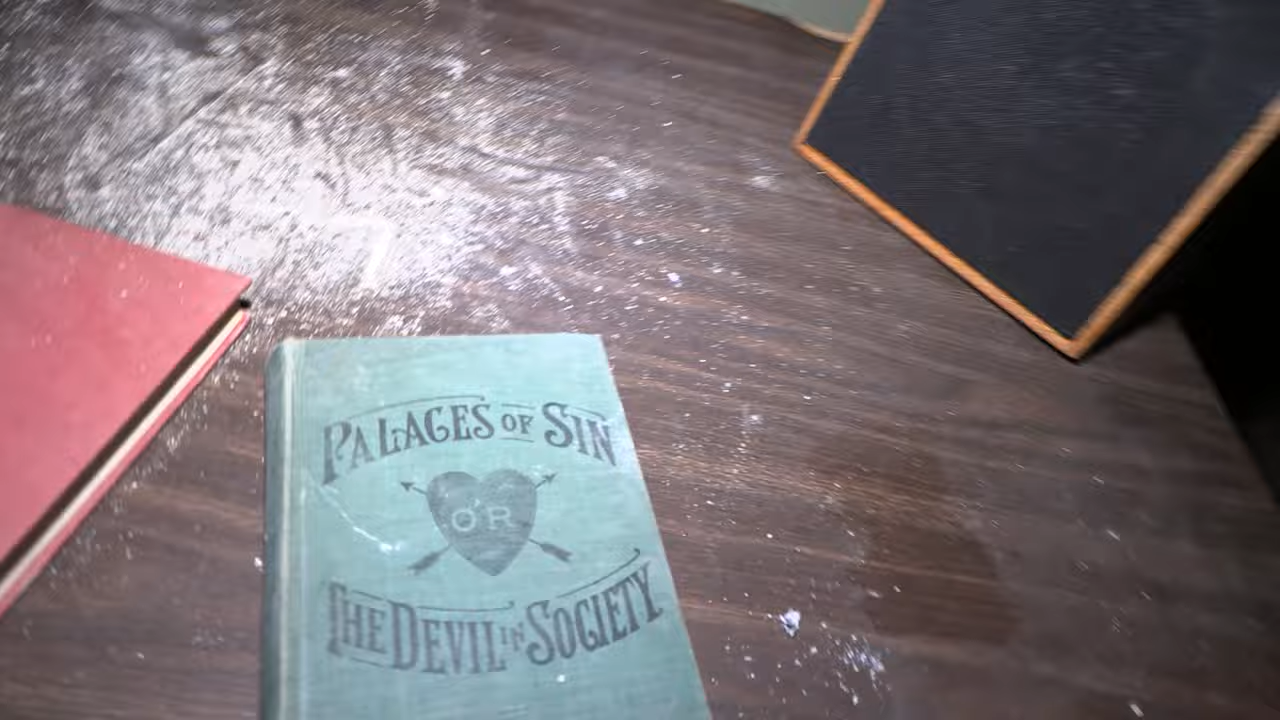 PALACES OF SIN
OR
THE DEVIL IN SOCIETY